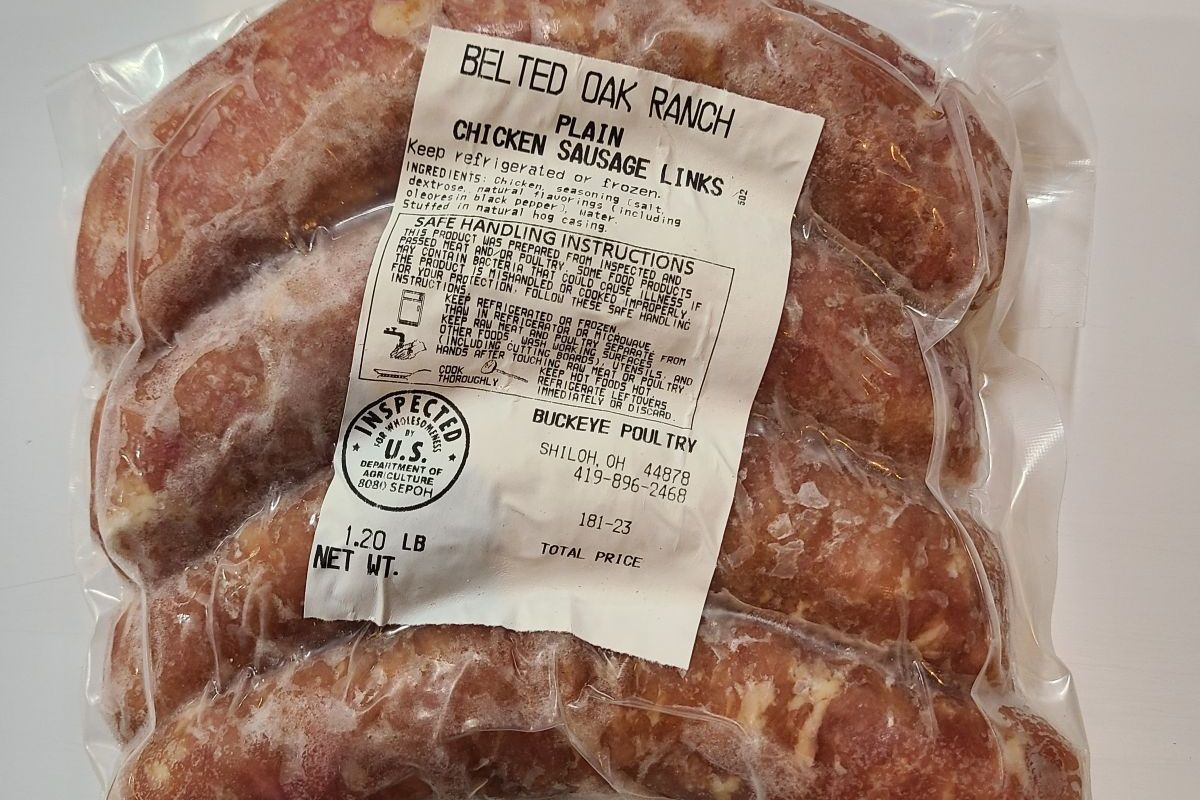 BELTED OAK RANCH
PLAIN
CHICKEN SAUSAGE LINKS
502
Keep refrigerated or frozen.
INGREDIENTS: Chicken, seasoning (salt,
dextrose, natural flavorings (including
oleoresin black pepper), water.
Stuffed in natural hog casing.
SAFE HANDLING INSTRUCTIONS
THIS PRODUCT WAS PREPARED FROM INSPECTED AND
PASSED MEAT AND/OR POULTRY. SOME FOOD PRODUCTS
MAY CONTAIN BACTERIA THAT COULD CAUSE ILLNESS IF
THE PRODUCT IS MISHANDLED OR COOKED IMPROPERLY.
FOR YOUR PROTECTION, FOLLOW THESE SAFE HANDLING
INSTRUCTIONS.
KEEP REFRIGERATED OR FROZEN.
THAW IN REFRIGERATOR OR MICROWAVE.
KEEP RAW MEAT AND POULTRY SEPARATE FROM
OTHER FOODS. WASH WORKING SURFACES
(INCLUDING CUTTING BOARDS), UTENSILS, AND
HANDS AFTER TOUCHING RAW MEAT OR POULTRY
COOK
THOROUGHLY
KEEP HOT FOODS HOT.
REFRIGERATE LEFTOVERS
IMMEDIATELY OR DISCARD.
INSPECTED
FOR WHOLESOMENESS
BY
U.S.
DEPARTMENT OF
AGRICULTURE
8080 SEPOH
BUCKEYE POULTRY
SHILOH, OH 44878
419-896-2468
181-23
1.20 LB
NET WT.
TOTAL PRICE